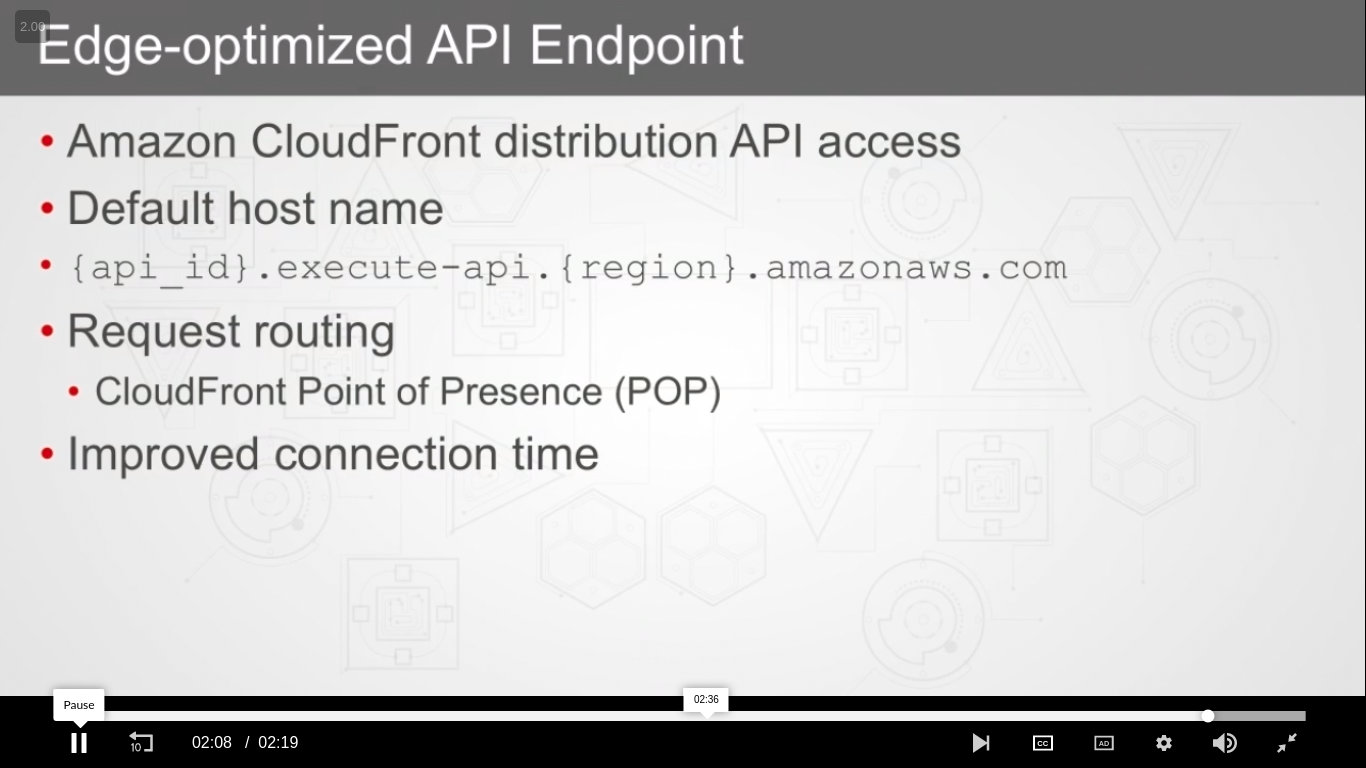 2.00
Edge-optimized API Endpoint
• Amazon CloudFront distribution API access
• Default host name
• {api_id}.execute-api.{region}.amazonaws.com
• Request routing
• CloudFront Point of Presence (POP)
• Improved connection time
Pause
02:36
10
02:08 / 02:19
CC
AD